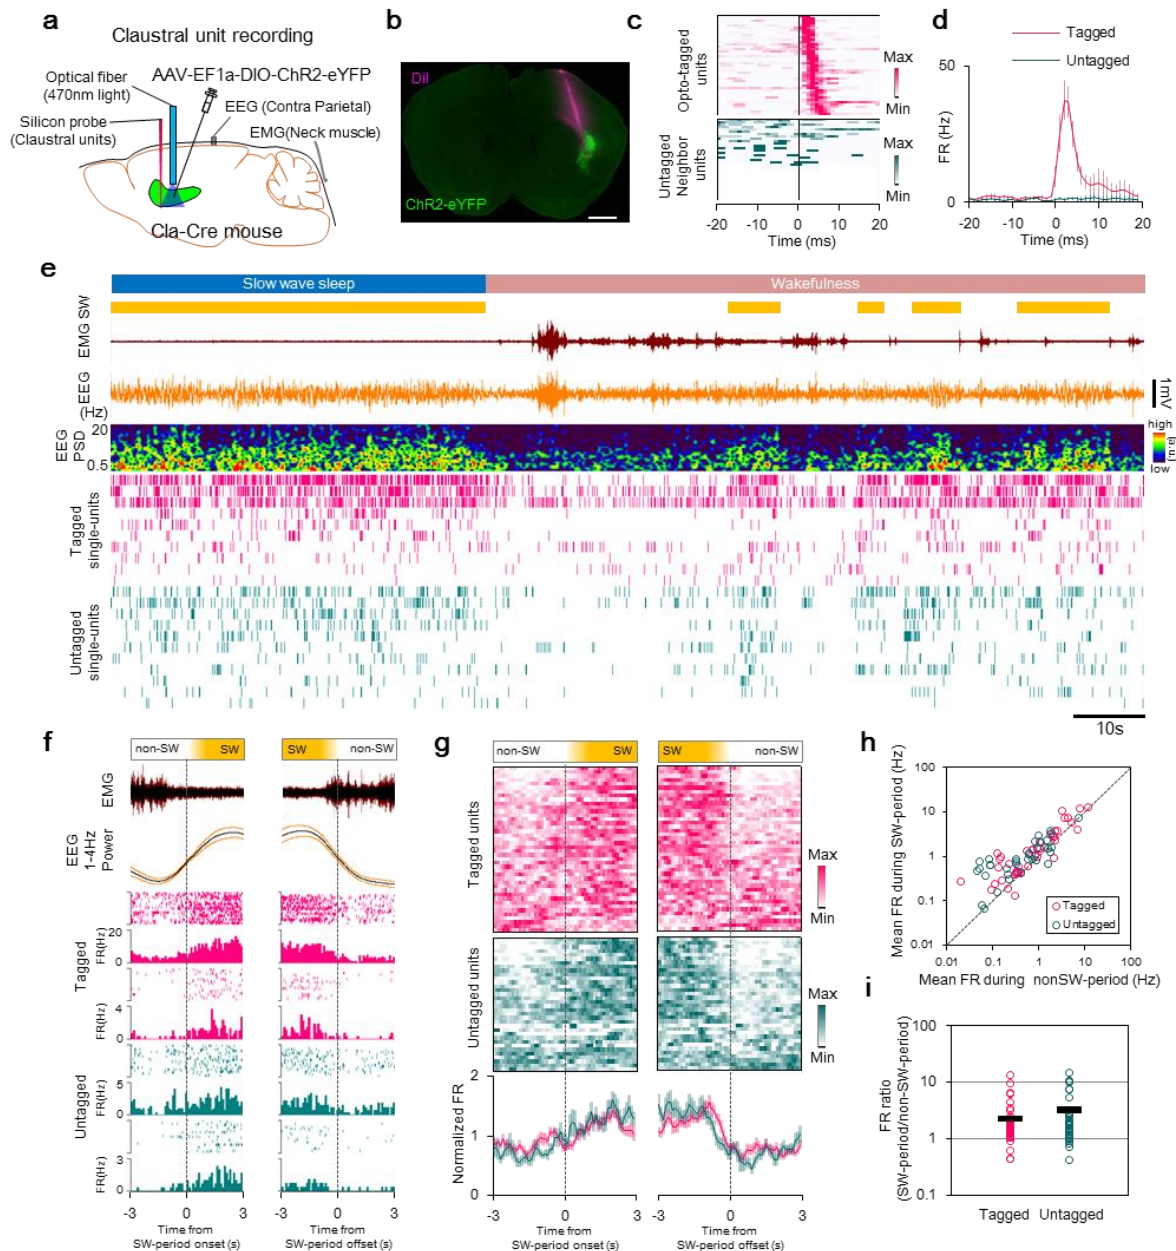 a
Claustral unit recording
Optical fiber
(470nm light)
AAV-EF1a-DIO-ChR2-eYFP
Silicon probe
(Claustral units)
EEG (Contra Parietal)
EMG(Neck muscle)
Cla-Cre mouse
b
DiI
ChR2-eYFP
c
Opto-tagged
units
Untagged
Neighbor
units
Max
Min
Max
Min
-20 -10 0 10 20
Time (ms)
d
Tagged
Untagged
50
FR (Hz)
0
-20 -10 0 10 20
Time (ms)
e
Slow wave sleep
Wakefulness
SW
EMG
EEG
1mV
(Hz)
20
0.5
EEG
PSD
high
(a.u.)
low
Tagged
single-units
Untagged
single-units
10s
f
non-SW SW
SW non-SW
EMG
EEG
1-4Hz
Power
Tagged
20
FR(Hz)
0
4
FR(Hz)
0
Untagged
5
FR(Hz)
0
3
FR(Hz)
0
-3 0 3
Time from
SW-period onset (s)
-3 0 3
Time from
SW-period offset (s)
g
non-SW SW
SW non-SW
Tagged units
Max
Min
Untagged units
Max
Min
Normalized FR
2
1
0
-3 0 3
Time from
SW-period onset (s)
-3 0 3
Time from
SW-period offset (s)
h
Mean FR during SW-period (Hz)
100
10
1
0.1
0.01
Tagged
Untagged
0.01 0.1 1 10 100
Mean FR during nonSW-period (Hz)
i
FR ratio
(SW-period/non-SW-period)
100
10
1
0.1
Tagged Untagged